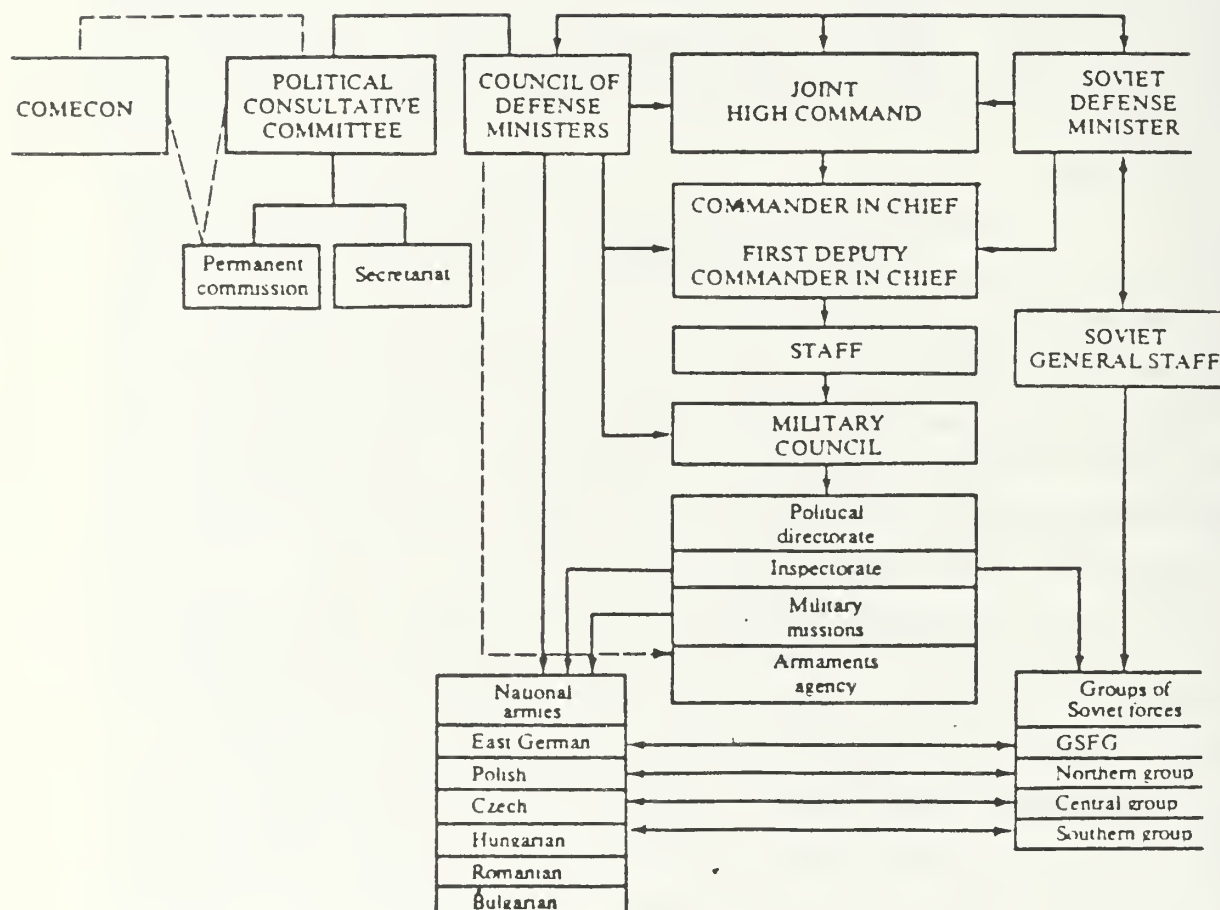 COMECON
POLITICAL
CONSULTATIVE
COMMITTEE
COUNCIL OF
DEFENSE
MINISTERS
JOINT
HIGH COMMAND
SOVIET
DEFENSE
MINISTER
Permanent
commission
Secretariat
COMMANDER IN CHIEF
FIRST DEPUTY
COMMANDER IN CHIEF
STAFF
SOVIET
GENERAL STAFF
MILITARY
COUNCIL
Political
directorate
Inspectorate
Military
missions
Armaments
agency
National
armies
East German
Polish
Czech
Hungarian
Romanian
Bulgarian
Groups of
Soviet forces
GSFG
Northern group
Central group
Southern group